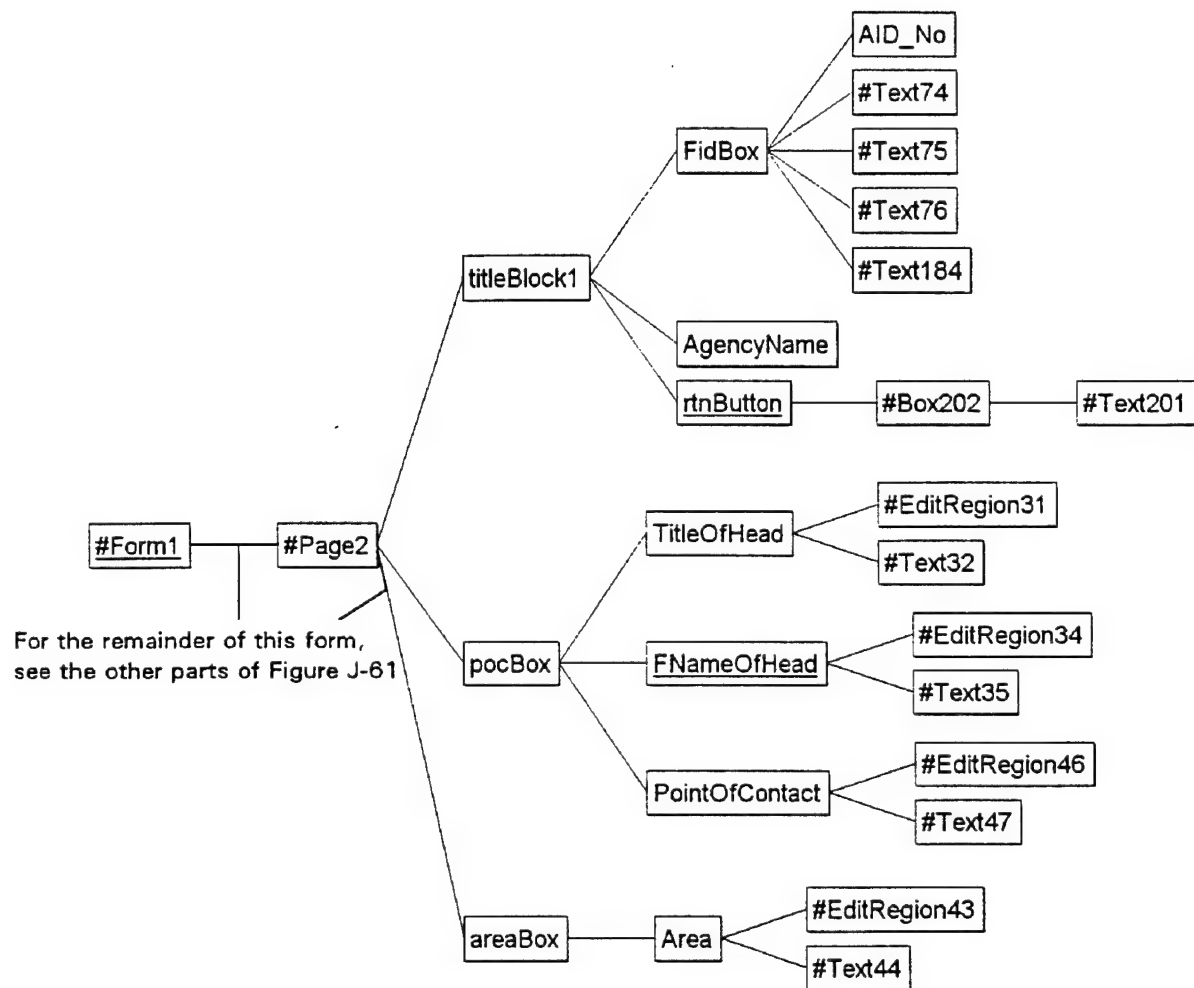 AID_No
#Text74
FidBox
#Text75
#Text76
titleBlock1
#Text184
AgencyName
rtnButton
#Box202
#Text201
#EditRegion31
TitleOfHead
#Form1
#Page2
#Text32
For the remainder of this form,
see the other parts of Figure J-61
pocBox
#EditRegion34
FNameOfHead
#Text35
#EditRegion46
PointOfContact
#Text47
#EditRegion43
areaBox
Area
#Text44